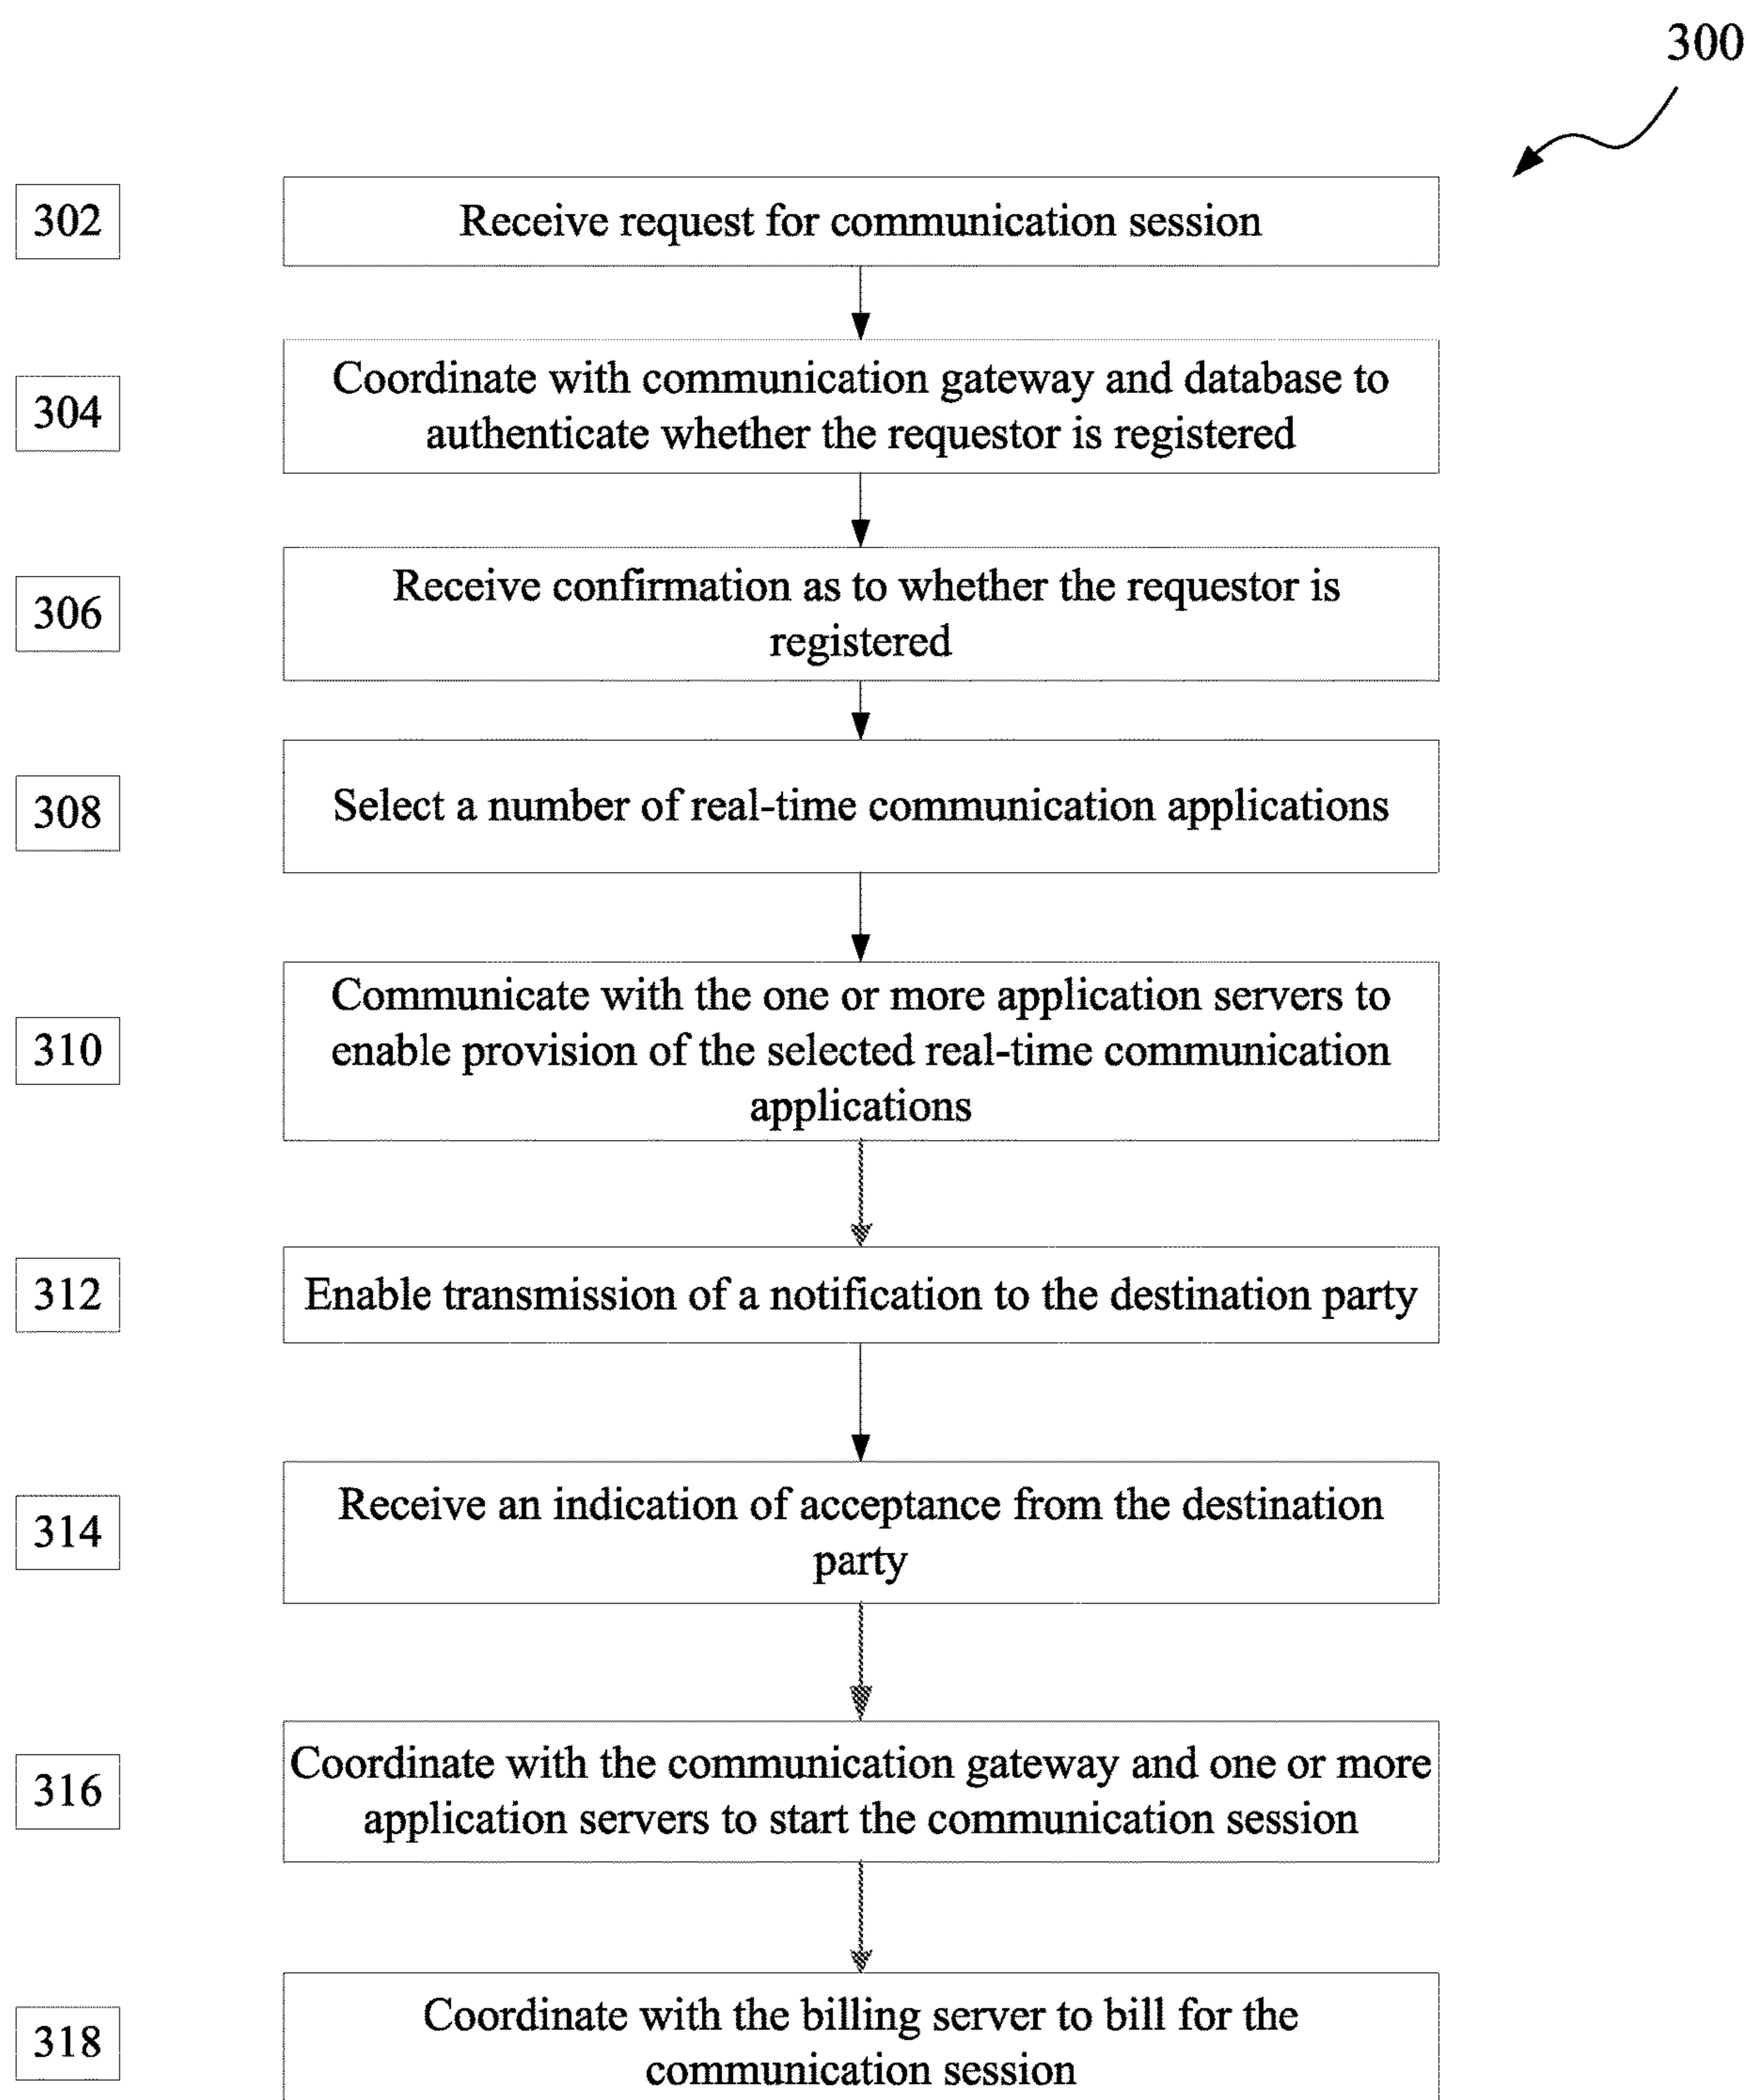 300
302
Receive request for communication session
304
Coordinate with communication gateway and database to
authenticate whether the requestor is registered
306
Receive confirmation as to whether the requestor is
registered
308
Select a number of real-time communication applications
310
Communicate with the one or more application servers to
enable provision of the selected real-time communication
applications
312
Enable transmission of a notification to the destination party
314
Receive an indication of acceptance from the destination
party
316
Coordinate with the communication gateway and one or more
application servers to start the communication session
318
Coordinate with the billing server to bill for the
communication session